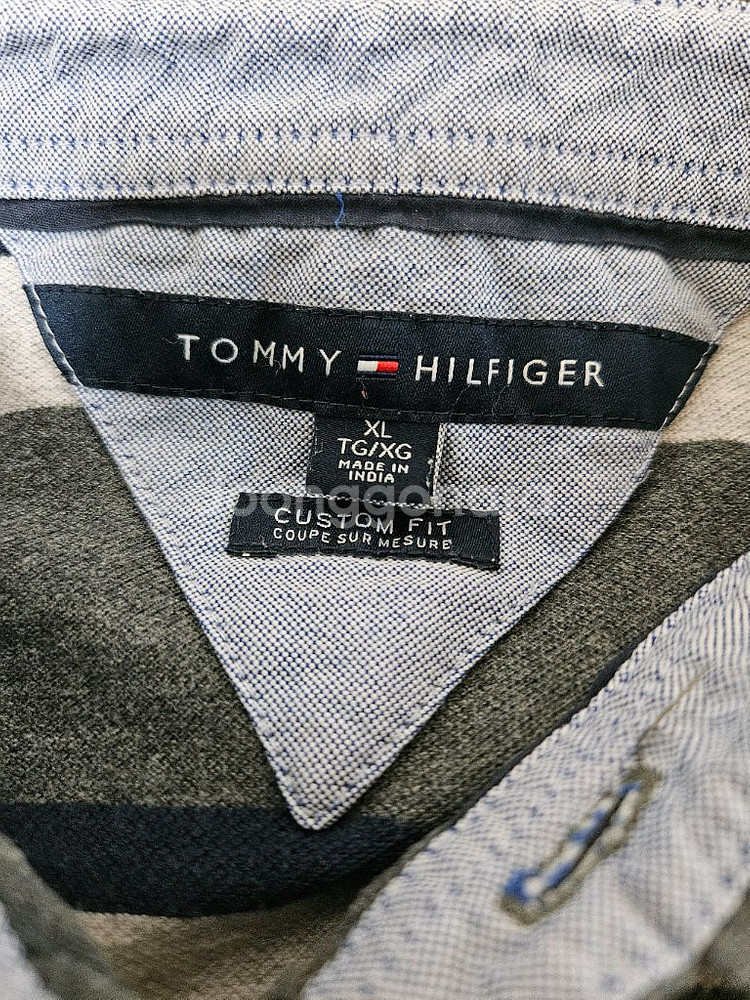 TOMMY HILFIGER
XL
TG/XG
MADE IN
INDIA
CUSTOM FIT
COUPE SUR MESURE